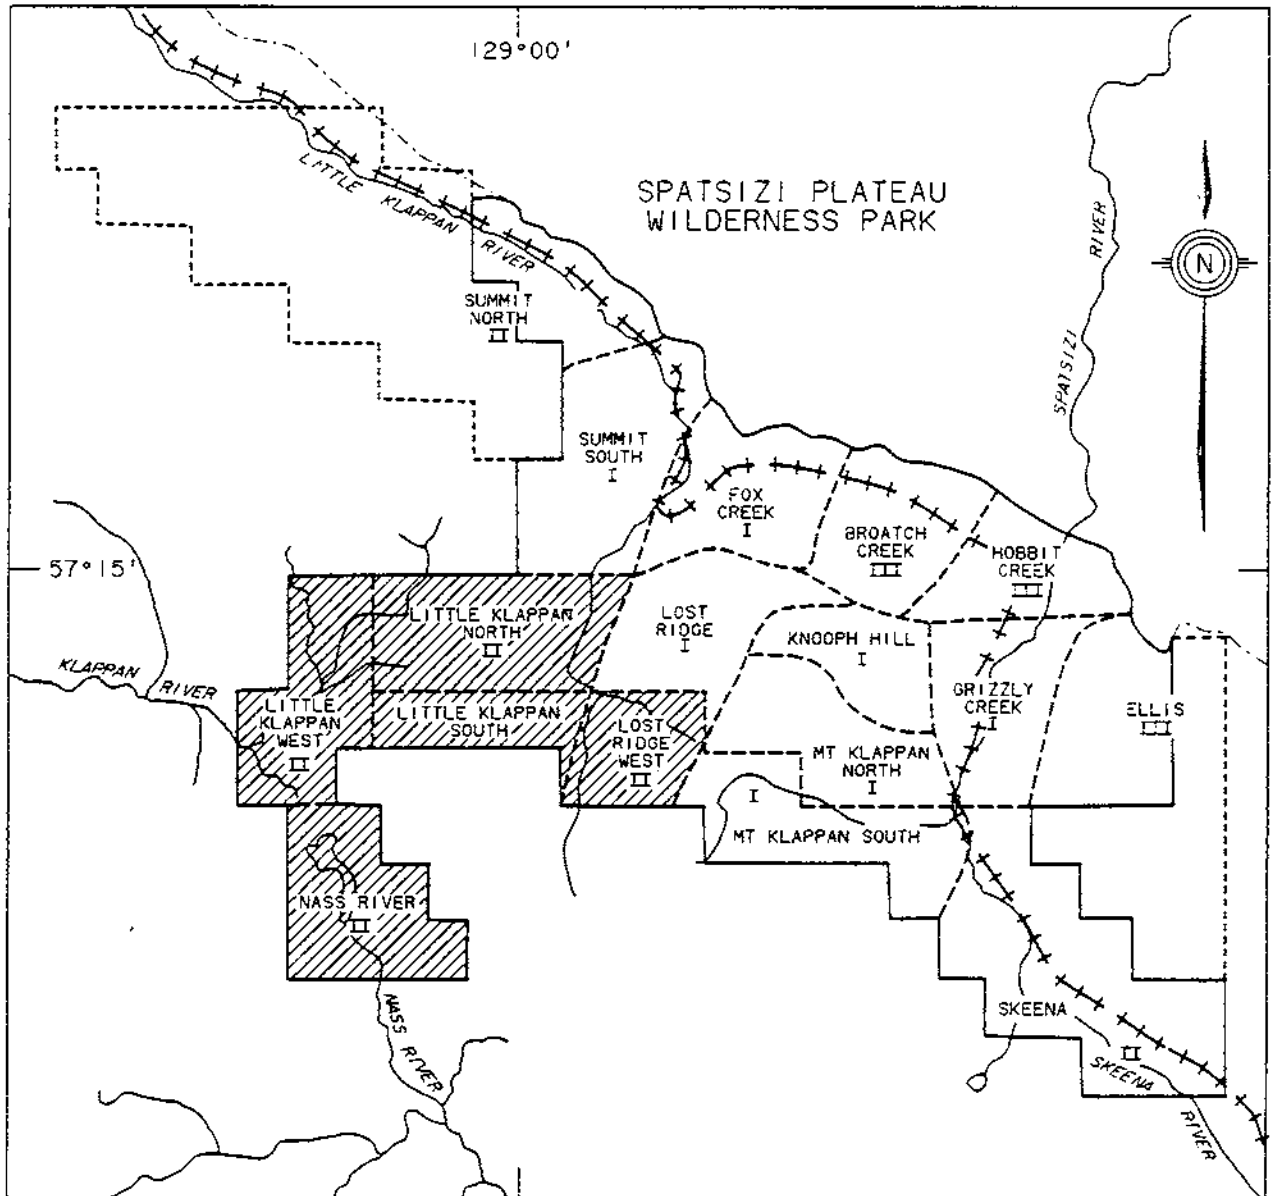 129°00'
LITTLE KLAPPAN RIVER
SPATSIZI PLATEAU
WILDERNESS PARK
SPATSIZI RIVER
N
SUMMIT
NORTH
II
SUMMIT
SOUTH
I
FOX
CREEK
I
BROATCH
CREEK
III
HOBBIT
CREEK
III
57°15'
LITTLE KLAPPAN
NORTH
II
LOST
RIDGE
I
KNOOPH HILL
I
KLAPPAN RIVER
LITTLE
KLAPPAN
WEST
II
LITTLE KLAPPAN
SOUTH
LOST
RIDGE
WEST
II
GRIZZLY
CREEK
I
ELLIS
III
MT KLAPPAN
NORTH
I
I
MT KLAPPAN SOUTH
NASS RIVER
II
NASS RIVER
SKEENA
II
SKEENA RIVER